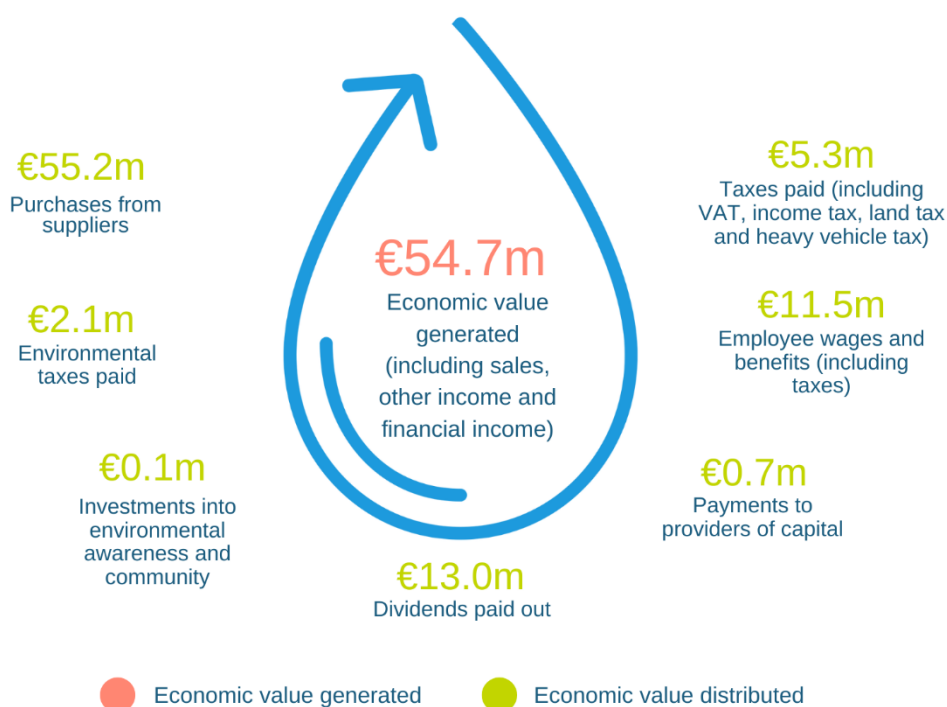 €55.2m
Purchases from
suppliers
€2.1m
Environmental
taxes paid
€0.1m
Investments into
environmental
awareness and
community
€54.7m
Economic value
generated
(including sales,
other income and
financial income)
€13.0m
Dividends paid out
€5.3m
Taxes paid (including
VAT, income tax, land tax
and heavy vehicle tax)
€11.5m
Employee wages and
benefits (including
taxes)
€0.7m
Payments to
providers of capital
Economic value generated
Economic value distributed